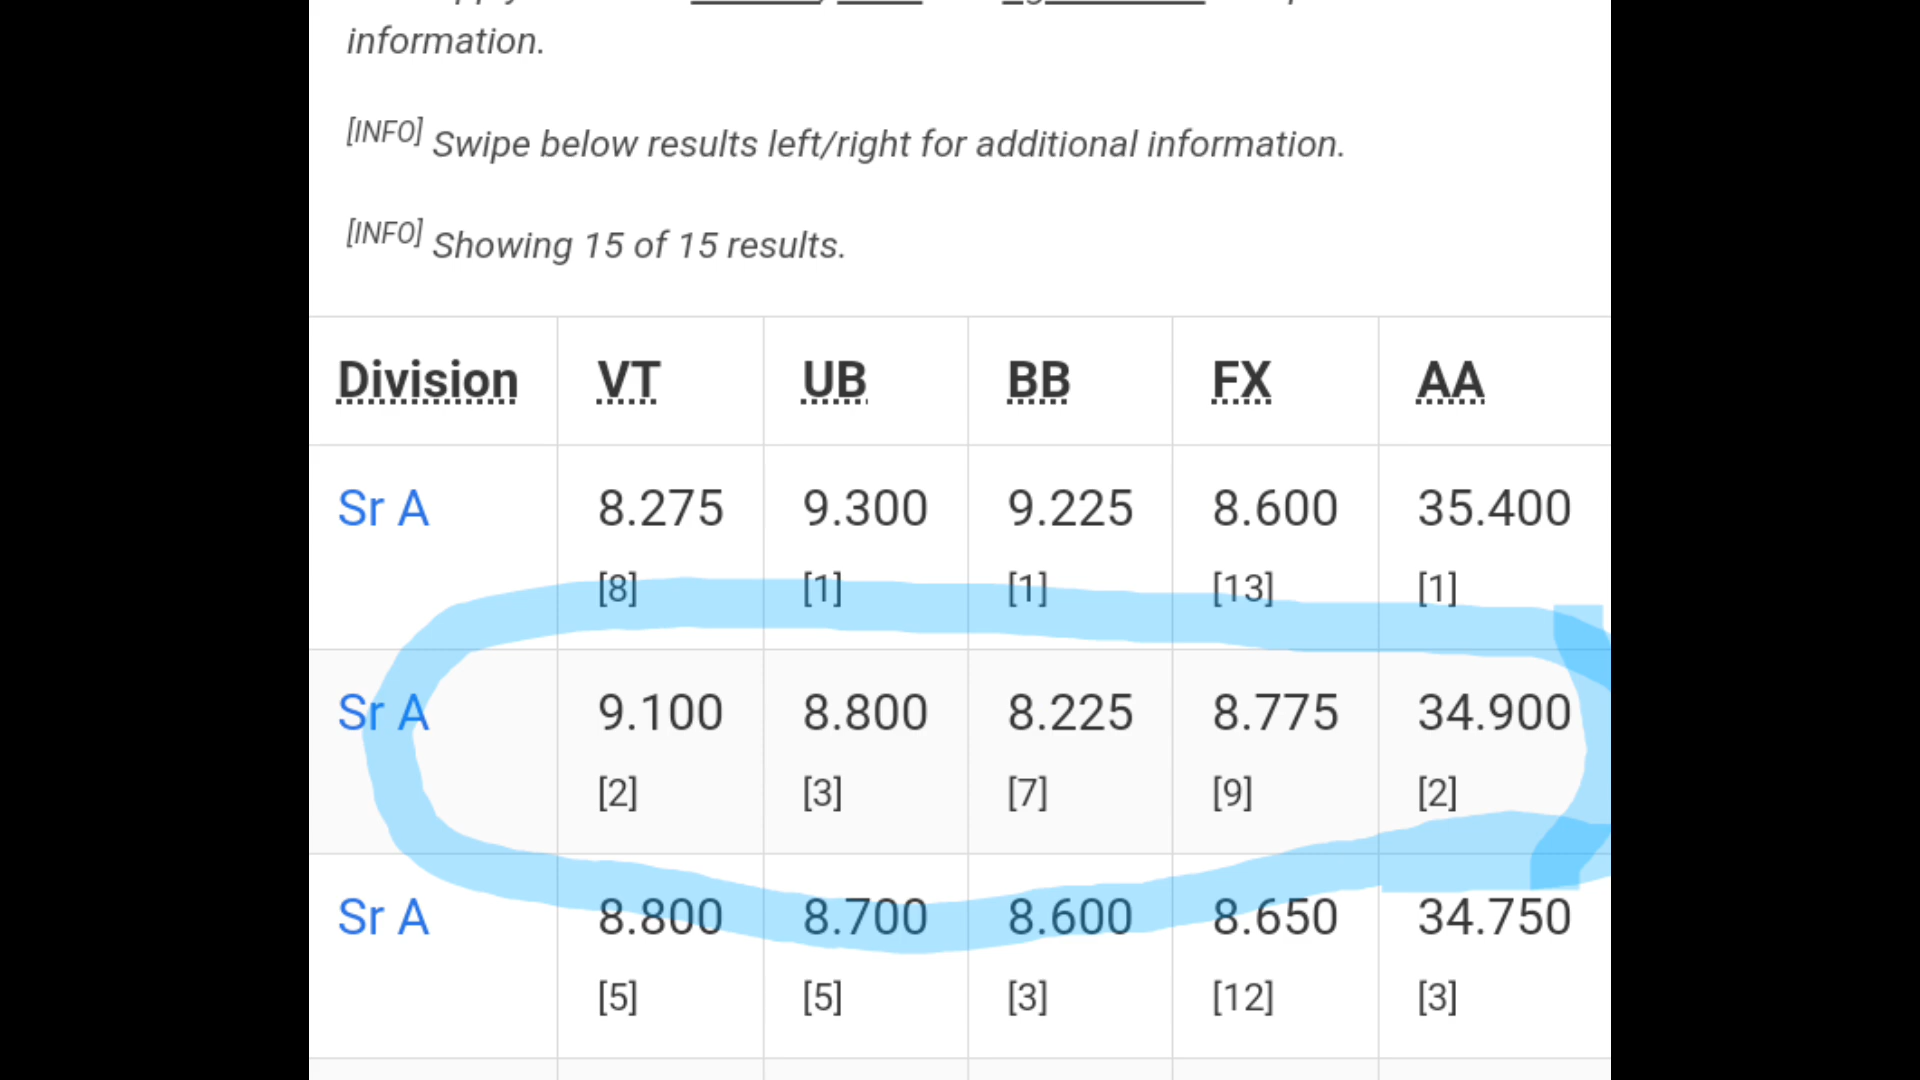 information.
[INFO] Swipe below results left/right for additional information.
[INFO] Showing 15 of 15 results.
Division VT UB BB FX AA
Sr A 8.275 9.300 9.225 8.600 35.400
[8] [1] [1] [13] [1]
Sr A 9.100 8.800 8.225 8.775 34.900
[2] [3] [7] [9] [2]
Sr A 8.800 8.700 8.600 8.650 34.750
[5] [5] [3] [12] [3]